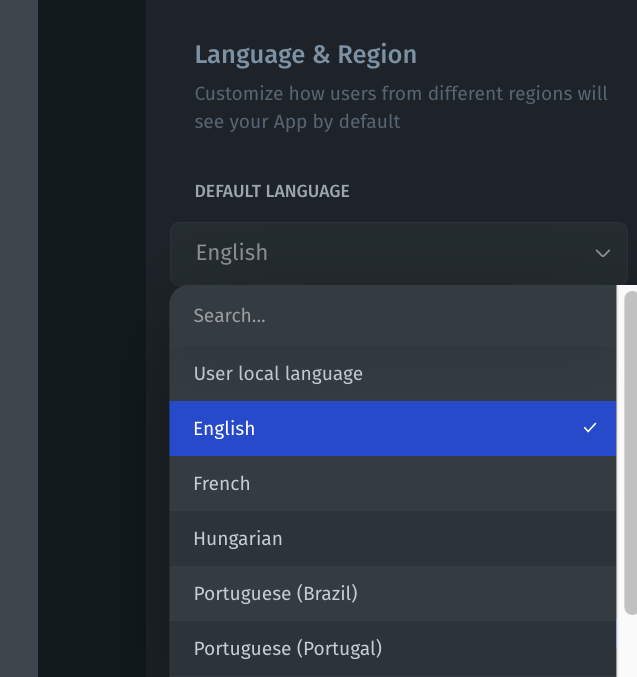 Language & Region
Customize how users from different regions will
see your App by default
DEFAULT LANGUAGE
English
Search...
User local language
English
French
Hungarian
Portuguese (Brazil)
Portuguese (Portugal)